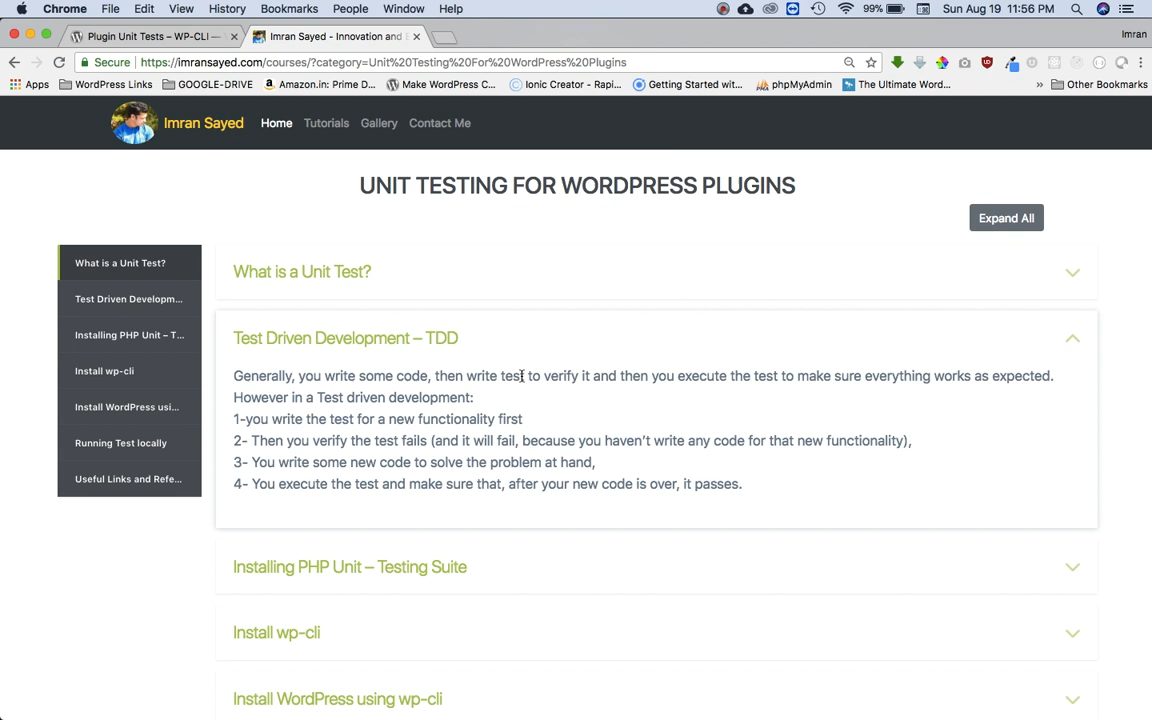 Chrome File Edit View History Bookmarks People Window Help 99% Sun Aug 19 11:56 PM
Plugin Unit Tests – WP-CLI — Imran Sayed - Innovation and Imran
Secure https://imransayed.com/courses/?category=Unit%20Testing%20For%20WordPress%20Plugins
Apps WordPress Links GOOGLE-DRIVE Amazon.in: Prime D... Make WordPress C... Ionic Creator - Rapi... Getting Started wit... phpMyAdmin The Ultimate Word... » Other Bookmarks
Imran Sayed Home Tutorials Gallery Contact Me
UNIT TESTING FOR WORDPRESS PLUGINS
Expand All
What is a Unit Test?
Test Driven Developm...
Installing PHP Unit – T...
Install wp-cli
Install WordPress usi...
Running Test locally
Useful Links and Refe...
What is a Unit Test?
Test Driven Development – TDD
Generally, you write some code, then write test to verify it and then you execute the test to make sure everything works as expected.
However in a Test driven development:
1-you write the test for a new functionality first
2- Then you verify the test fails (and it will fail, because you haven't write any code for that new functionality),
3- You write some new code to solve the problem at hand,
4- You execute the test and make sure that, after your new code is over, it passes.
Installing PHP Unit – Testing Suite
Install wp-cli
Install WordPress using wp-cli